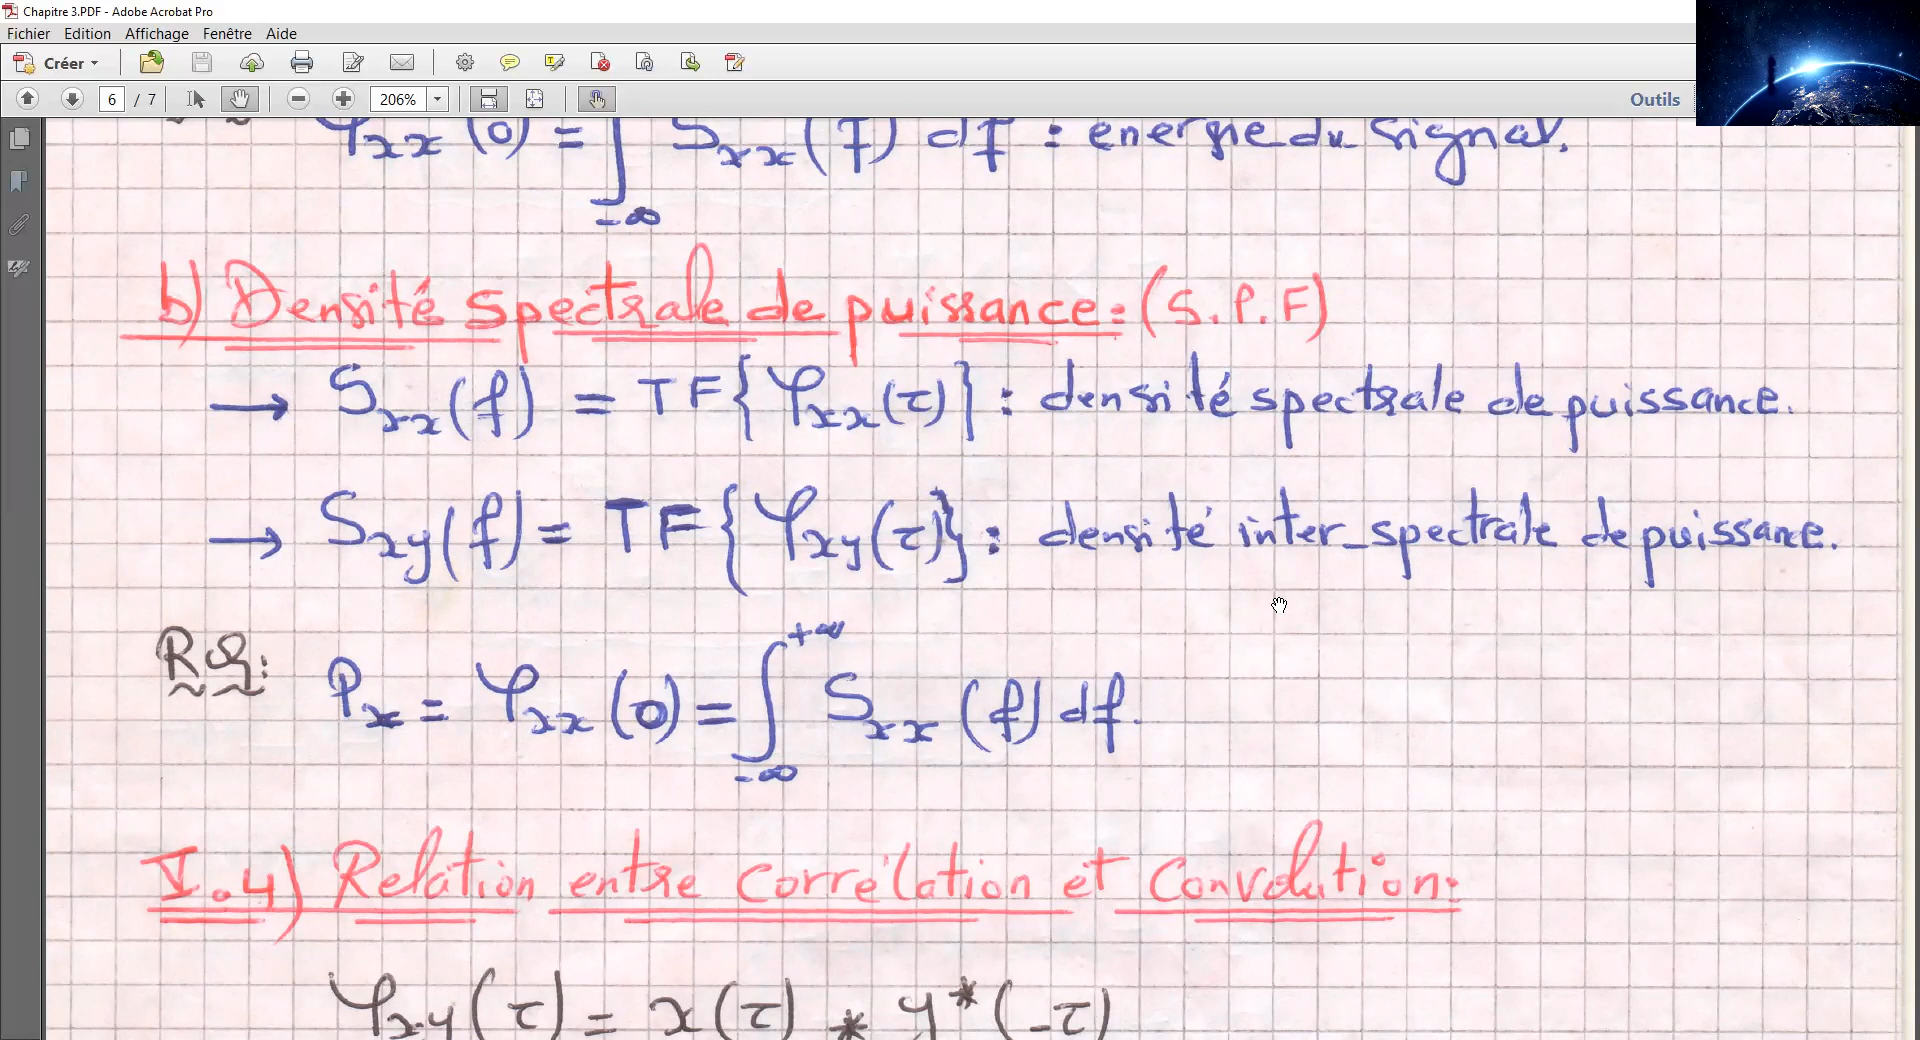 Chapitre 3.PDF - Adobe Acrobat Pro
Fichier Edition Affichage Fenêtre Aide
Créer
6 / 7 206% Outils
φxx(0) = ∫ Sxx(f) df : énergie du signal.
-∞
b) Densité spectrale de puissance: (S.P.F)
→ Sxx(f) = TF{φxx(τ)} : densité spectrale de puissance.
→ Sxy(f) = TF{φxy(τ)} : densité inter_spectrale de puissance.
Rq:
+∞
Px = φxx(0) = ∫ Sxx(f) df.
-∞
I.4) Relation entre corrélation et Convolution:
φxy(τ) = x(τ) * y*(-τ)